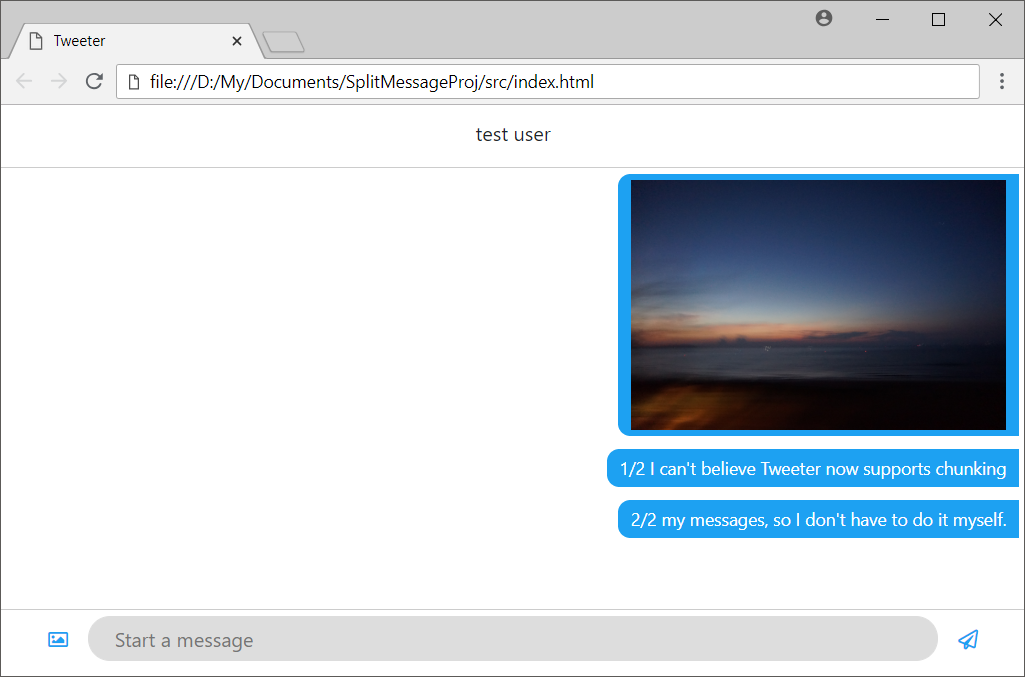 Tweeter
file:///D:/My/Documents/SplitMessageProj/src/index.html
test user
1/2 I can't believe Tweeter now supports chunking
2/2 my messages, so I don't have to do it myself.
Start a message